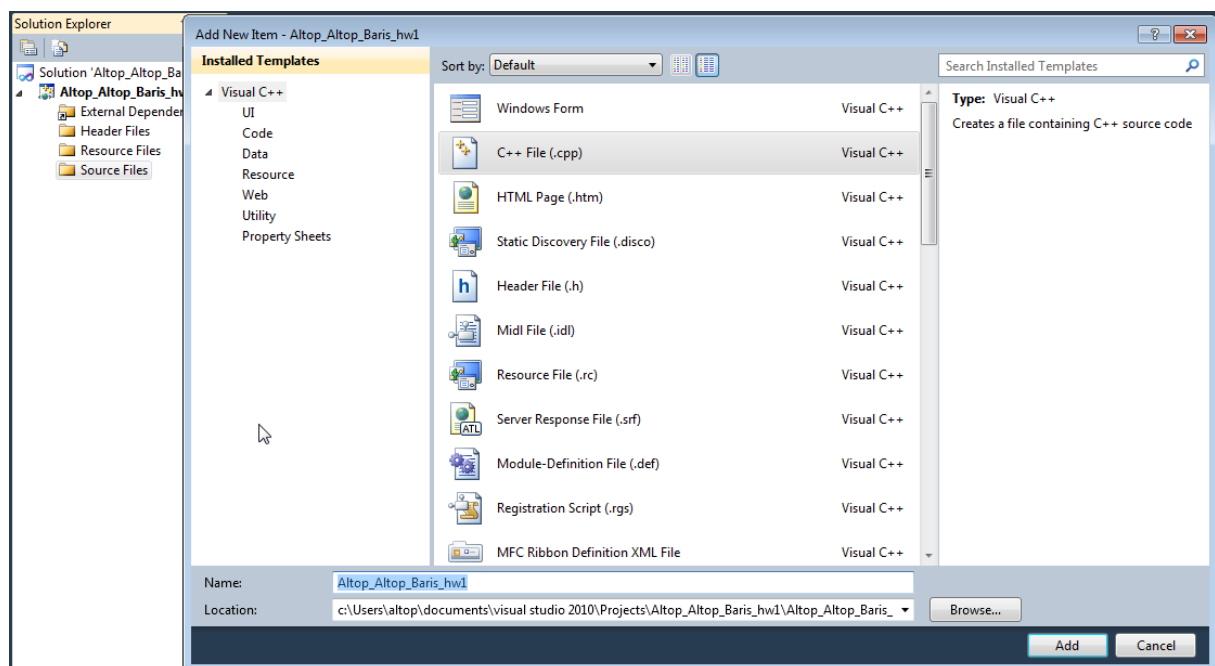 Solution Explorer
Solution 'Altop_Altop_Ba
Altop_Altop_Baris_hw
External Depender
Header Files
Resource Files
Source Files
Add New Item - Altop_Altop_Baris_hw1
Installed Templates
Visual C++
UI
Code
Data
Resource
Web
Utility
Property Sheets
Sort by: Default
Windows Form Visual C++
C++ File (.cpp) Visual C++
HTML Page (.htm) Visual C++
Static Discovery File (.disco) Visual C++
h Header File (.h) Visual C++
Midl File (.idl) Visual C++
Resource File (.rc) Visual C++
ATL Server Response File (.srf) Visual C++
Module-Definition File (.def) Visual C++
Registration Script (.rgs) Visual C++
MFC Ribbon Definition XML File Visual C++
Search Installed Templates
Type: Visual C++
Creates a file containing C++ source code
Name: Altop_Altop_Baris_hw1
Location: c:\Users\altop\documents\visual studio 2010\Projects\Altop_Altop_Baris_hw1\Altop_Altop_Baris_
Browse...
Add Cancel